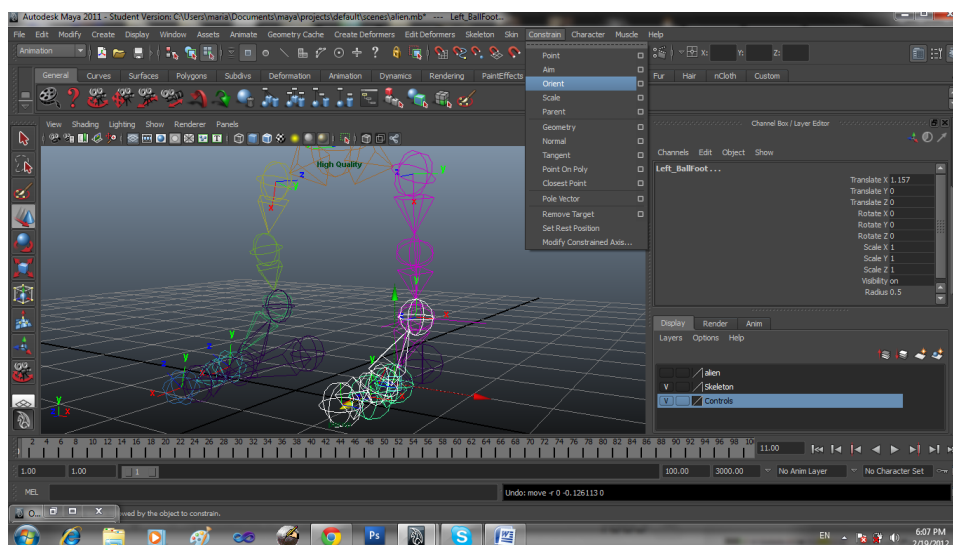 Autodesk Maya 2011 - Student Version: C:\Users\maria\Documents\maya\projects\default\scenes\alien.mb* --- Left_BallFoot...
File Edit Modify Create Display Window Assets Animate Geometry Cache Create Deformers Edit Deformers Skeleton Skin Constrain Character Muscle Help
Animation X: Y: Z:
General Curves Surfaces Polygons Subdivs Deformation Animation Dynamics Rendering PaintEffects Fur Hair nCloth Custom
Point
Aim
Orient
Scale
Parent
Geometry
Normal
Tangent
Point On Poly
Closest Point
Pole Vector
Remove Target
Set Rest Position
Modify Constrained Axis...
View Shading Lighting Show Renderer Panels
High Quality
Channel Box / Layer Editor
Channels Edit Object Show
Left_BallFoot...
Translate X 1.157
Translate Y 0
Translate Z 0
Rotate X 0
Rotate Y 0
Rotate Z 0
Scale X 1
Scale Y 1
Scale Z 1
Visibility on
Radius 0.5
Display Render Anim
Layers Options Help
alien
V Skeleton
V Controls
2 4 6 8 10 12 14 16 18 20 22 24 26 28 30 32 34 36 38 40 42 44 46 48 50 52 54 56 58 60 62 64 66 68 70 72 74 76 78 80 82 84 86 88 90 92 94 96 98 11.00
1.00 1.00 1 100.00 3000.00 No Anim Layer No Character Set
MEL Undo: move -r 0 -0.126113 0
O... owed by the object to constrain.
Ps EN 6:07 PM
2/19/2012